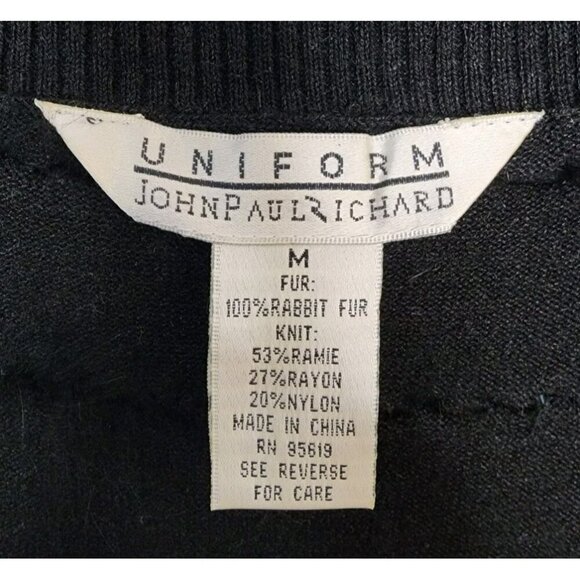 UNIFORM
JOHNPAULRICHARD
M
FUR:
100%RABBIT FUR
KNIT:
53%RAMIE
27%RAYON
20%NYLON
MADE IN CHINA
RN 95619
SEE REVERSE
FOR CARE